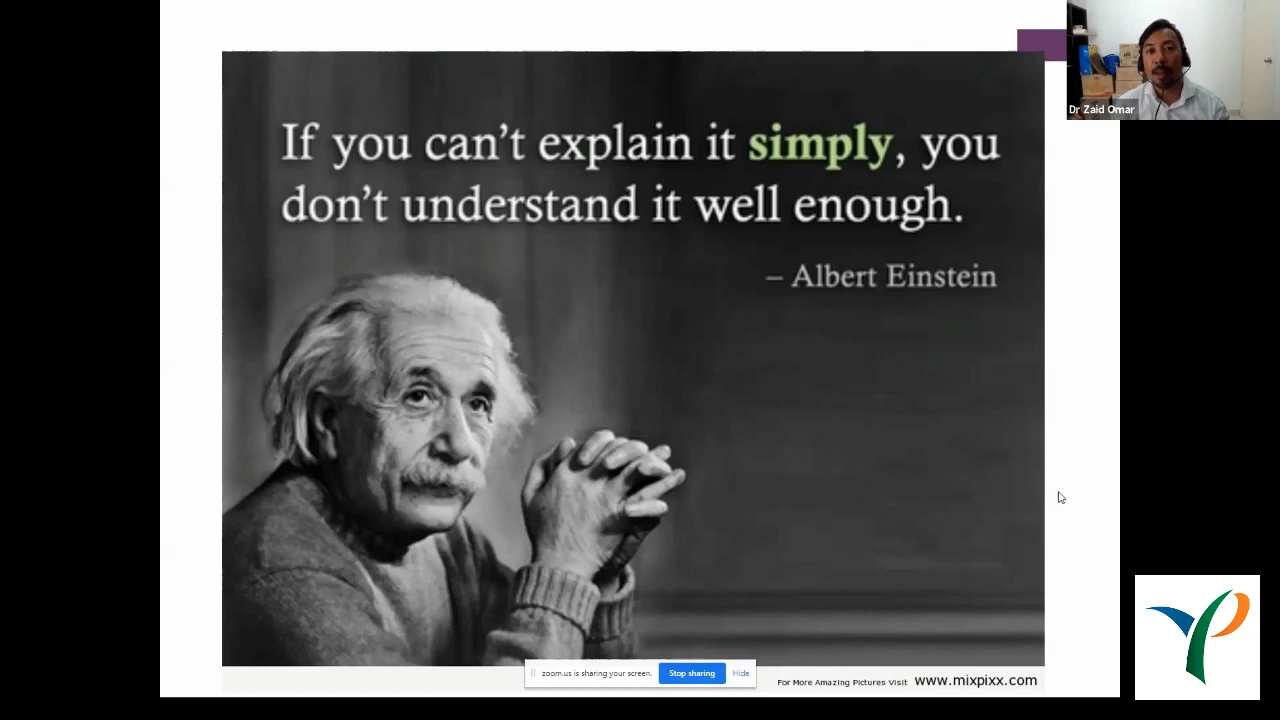 Dr Zaid Omar
If you can't explain it simply, you
don't understand it well enough.
– Albert Einstein
zoom.us is sharing your screen. Stop sharing Hide
For More Amazing Pictures Visit www.mixpixx.com